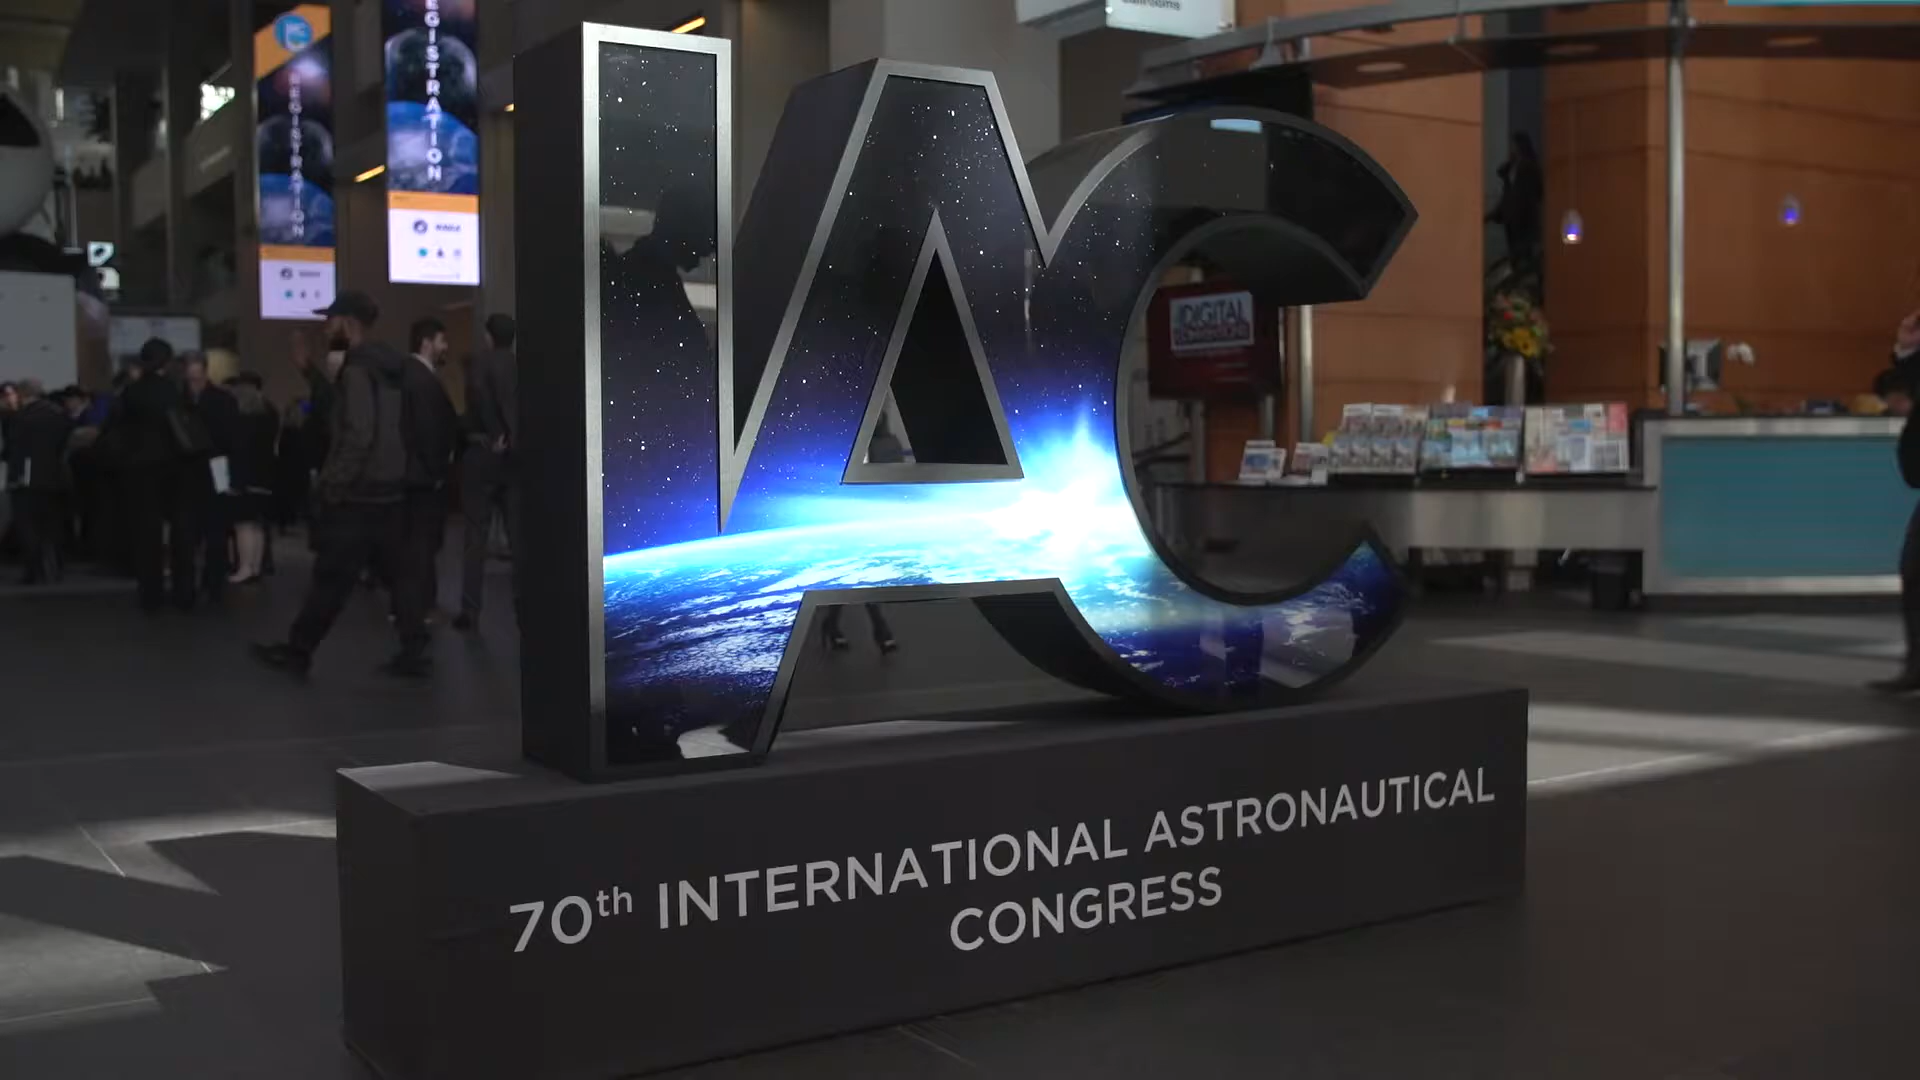 REGISTRATION
REGISTRATION
IAC
DIGITAL
70th INTERNATIONAL ASTRONAUTICAL
CONGRESS